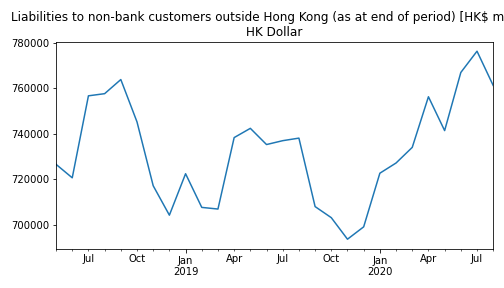 Liabilities to non-bank customers outside Hong Kong (as at end of period) [HK$ m
HK Dollar
780000
760000
740000
720000
700000
Jul Oct Jan Apr Jul Oct Jan Apr Jul
2019 2020